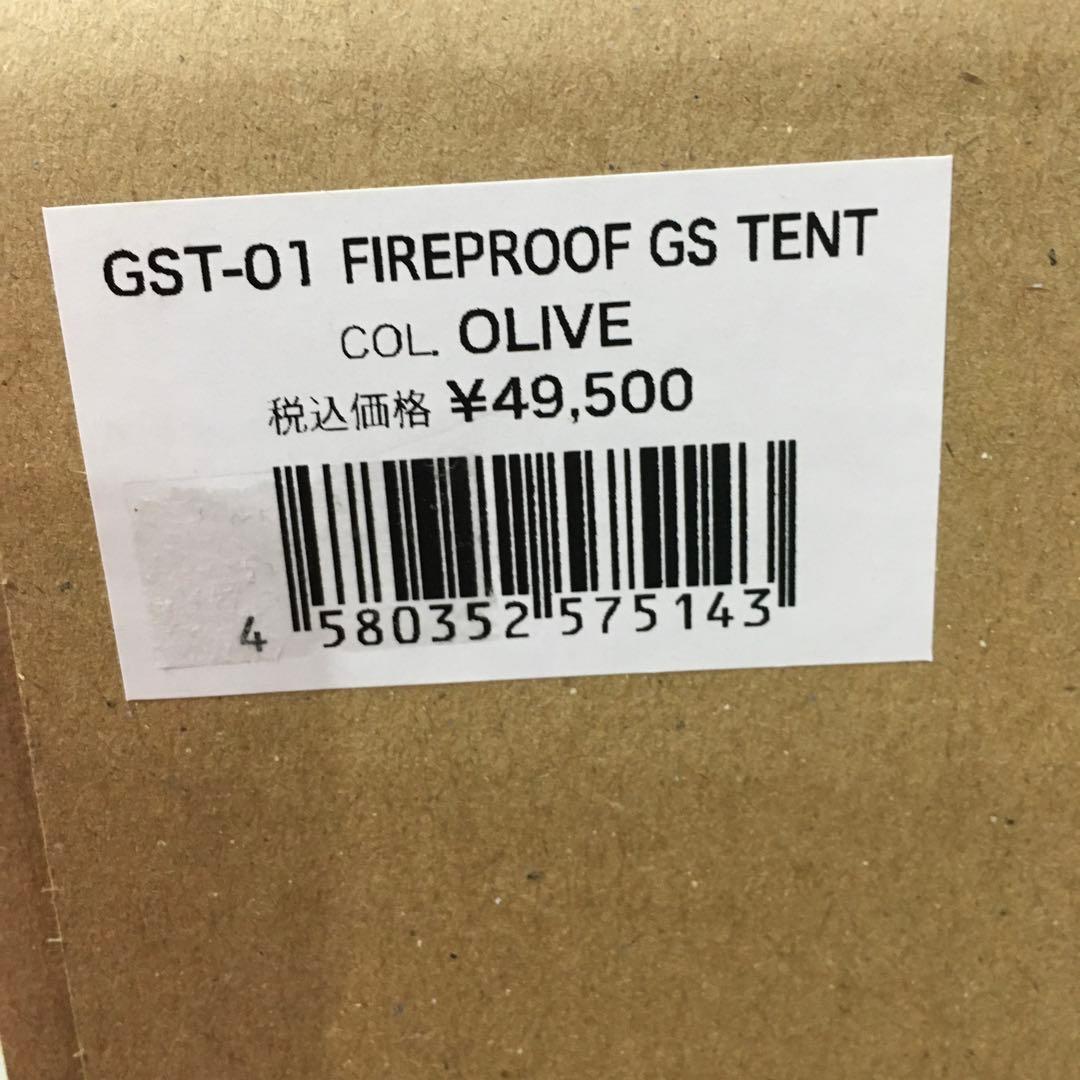 GST-01 FIREPROOF GS TENT
COL. OLIVE
税込価格 ¥49,500
4 580352 575143